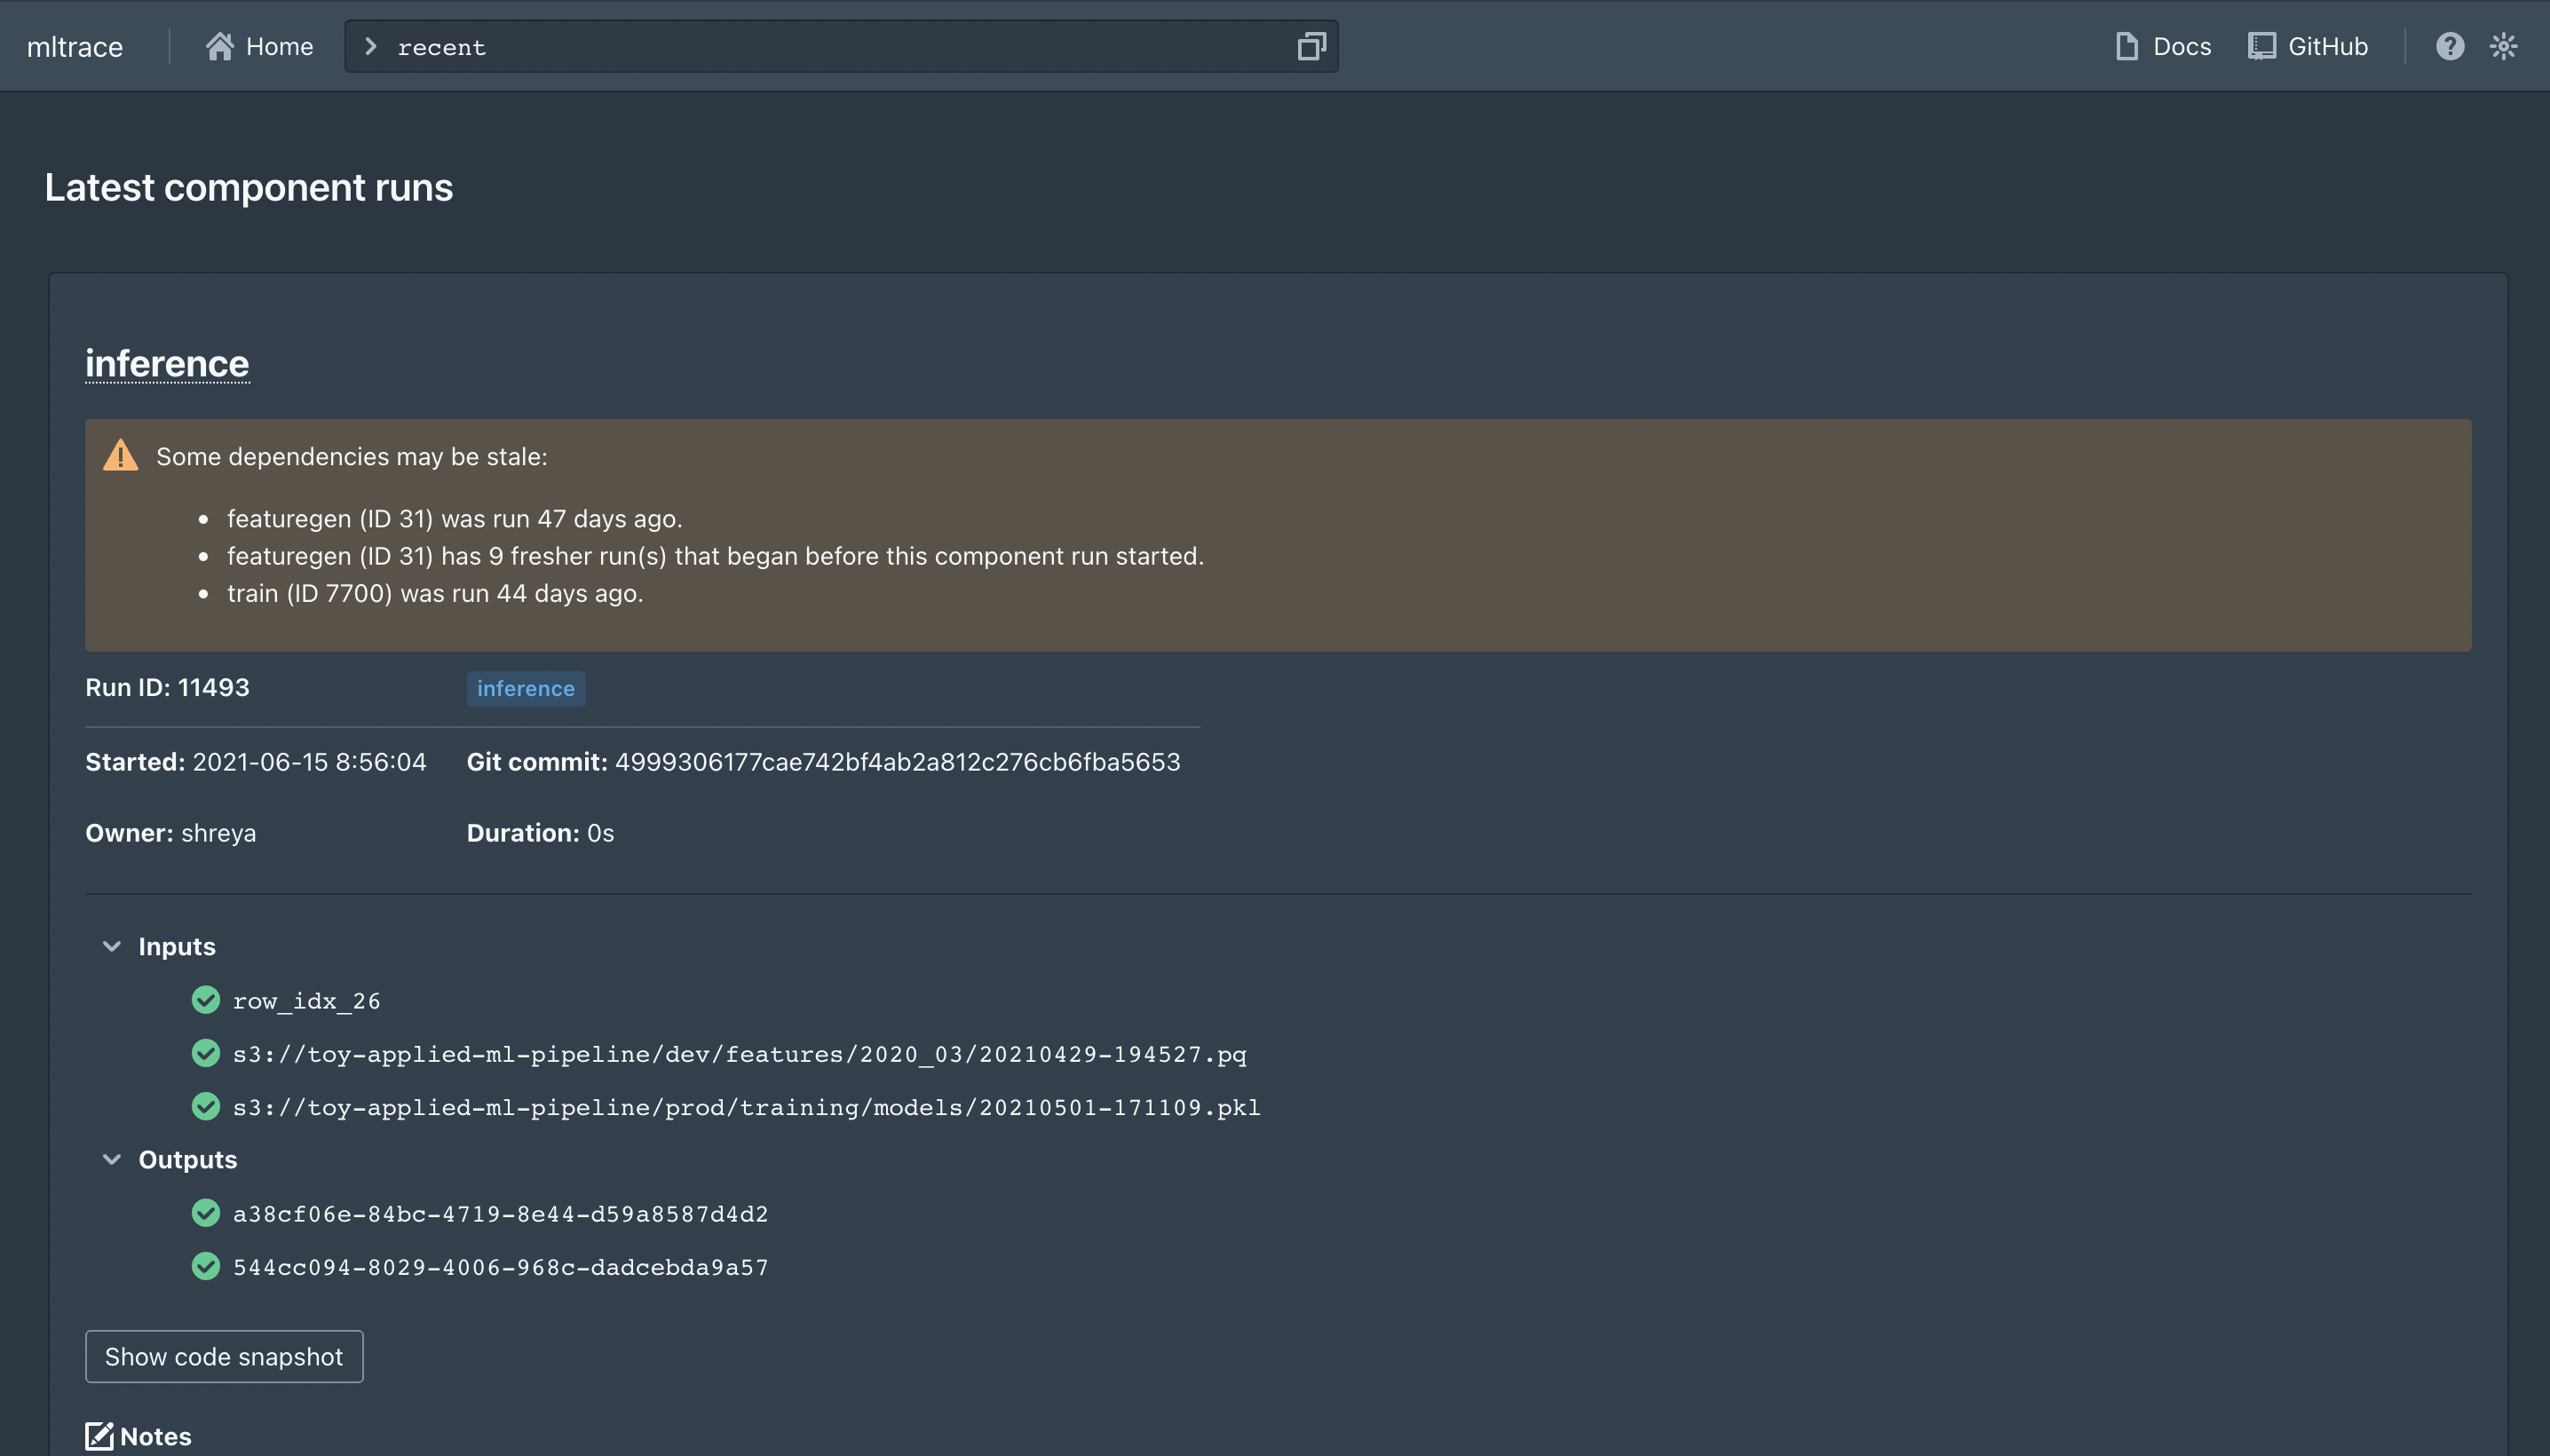 mltrace Home recent Docs GitHub
Latest component runs
inference
Some dependencies may be stale:
featuregen (ID 31) was run 47 days ago.
featuregen (ID 31) has 9 fresher run(s) that began before this component run started.
train (ID 7700) was run 44 days ago.
Run ID: 11493 inference
Started: 2021-06-15 8:56:04 Git commit: 4999306177cae742bf4ab2a812c276cb6fba5653
Owner: shreya Duration: 0s
Inputs
row_idx_26
s3://toy-applied-ml-pipeline/dev/features/2020_03/20210429-194527.pq
s3://toy-applied-ml-pipeline/prod/training/models/20210501-171109.pkl
Outputs
a38cf06e-84bc-4719-8e44-d59a8587d4d2
544cc094-8029-4006-968c-dadcebda9a57
Show code snapshot
Notes